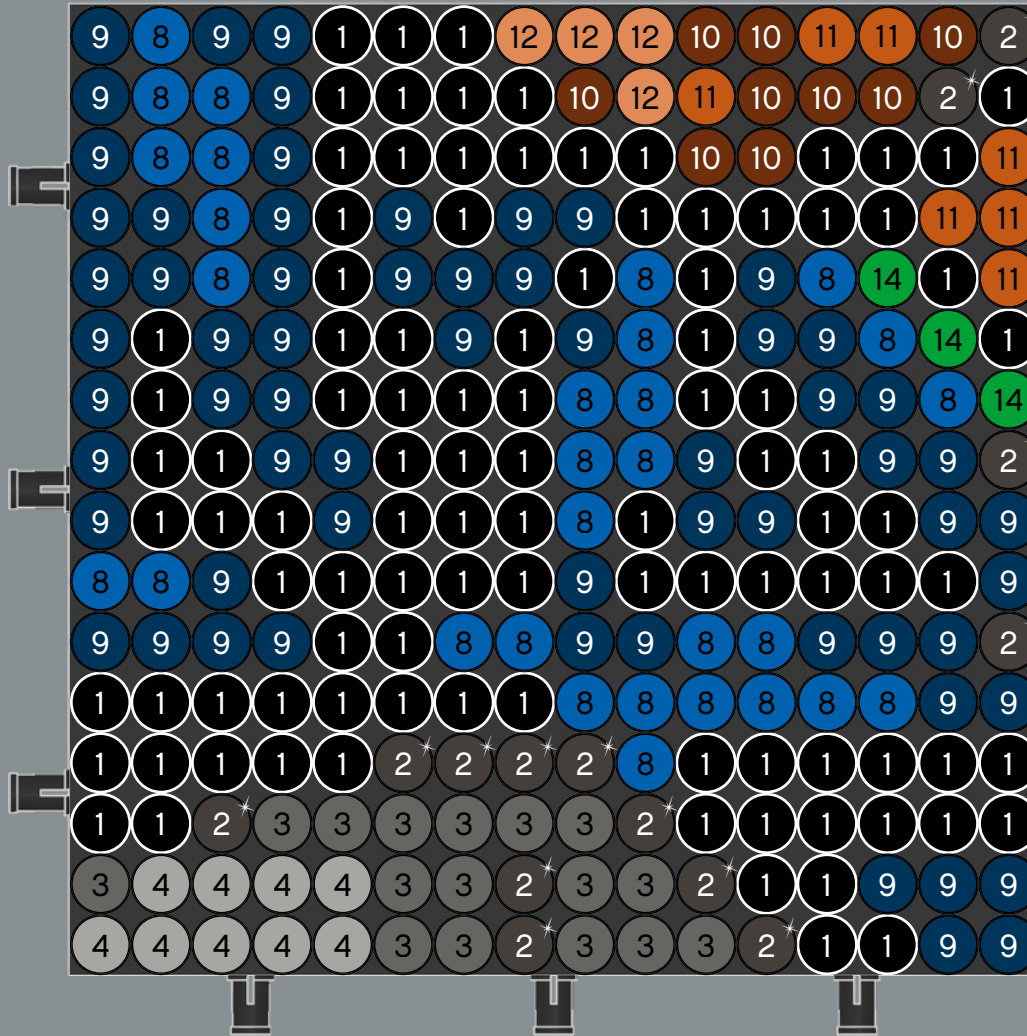 9 8 9 9 1 1 1 12 12 12 10 10 11 11 10 2
9 8 8 9 1 1 1 1 10 12 11 10 10 10 2 1
9 8 8 9 1 1 1 1 1 1 10 10 1 1 1 11
9 9 8 9 1 9 1 9 9 1 1 1 1 1 11 11
9 9 8 9 1 9 9 9 1 8 1 9 8 14 1 11
9 1 9 9 1 1 9 1 9 8 1 9 9 8 14 1
9 1 9 9 1 1 1 1 8 8 1 1 9 9 8 14
9 1 1 9 9 1 1 1 8 8 9 1 1 9 9 2
9 1 1 1 9 1 1 1 8 1 9 9 1 1 9 9
8 8 9 1 1 1 1 1 9 1 1 1 1 1 1 9
9 9 9 9 1 1 8 8 9 9 8 8 9 9 9 2
1 1 1 1 1 1 1 1 8 8 8 8 8 8 9 9
1 1 1 1 1 2 2 2 2 8 1 1 1 1 1 1
1 1 2 3 3 3 3 3 3 2 1 1 1 1 1 1
3 4 4 4 4 3 3 2 3 3 2 1 1 9 9 9
4 4 4 4 4 3 3 2 3 3 3 2 1 1 9 9